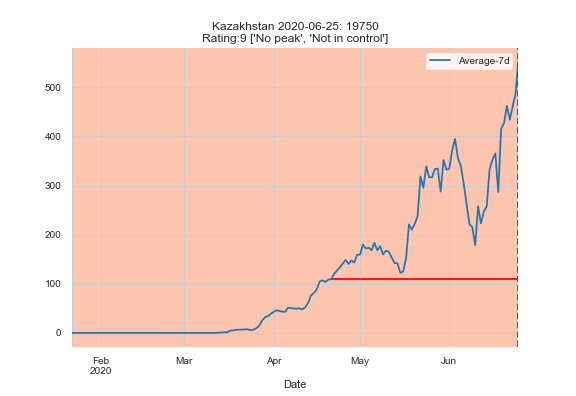 Kazakhstan 2020-06-25: 19750
Rating:9 ['No peak', 'Not in control']
Average-7d
500
400
300
200
100
0
Feb
2020
Mar
Apr
May
Jun
Date